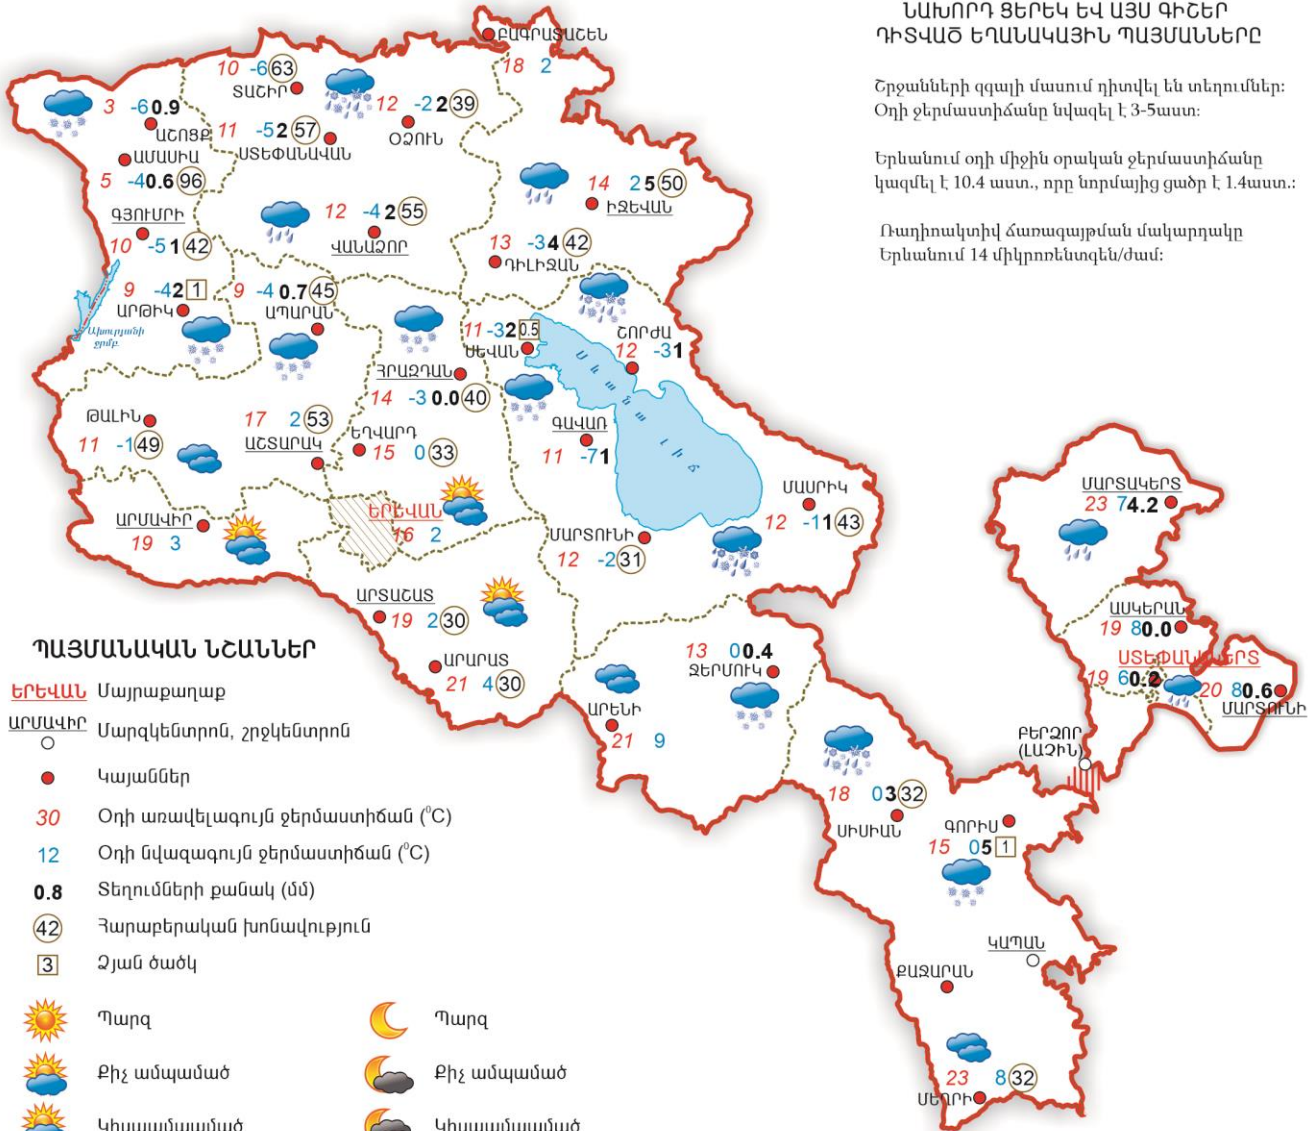 ՆԱԽՈՐԴ ՑԵՐԵԿ ԵՎ ԱՅՍ ԳԻՇԵՐ
ԴԻՏՎԱԾ ԵՂԱՆԱԿԱՅԻՆ ՊԱՅՄԱՆՆԵՐԸ
Շրջանների զգալի մասում դիտվել են տեղումներ:
Օդի ջերմաստիճանը նվազել է 3-5աստ:
Երևանում օդի միջին օրական ջերմաստիճանը
կազմել է 10.4 աստ., որը նորմայից ցածր է 1.4աստ.:
Ռադիոակտիվ ճառագայթման մակարդակը
Երևանում 14 միկրոռենտգեն/ժամ:
ԲԱԳՐԱՏԱՇԵՆ
18 2
10 -6 63
ՏԱՇԻՐ
3 -6 0.9
ԱՇՈՑՔ
12 -2 2 39
ՕՁՈՒՆ
11 -5 2 57
ՍՏԵՓԱՆԱՎԱՆ
ԱՄԱՍԻԱ
5 -4 0.6 96
14 2 5 50
ԻՋԵՎԱՆ
ԳՅՈՒՄՐԻ
10 -5 1 42
12 -4 2 55
ՎԱՆԱՁՈՐ
13 -3 4 42
ԴԻԼԻՋԱՆ
9 -4 2 1
ԱՐԹԻԿ
Ախուրյանի
ջրմբ.
9 -4 0.7 45
ԱՊԱՐԱՆ
11 -3 2 0.5
ՍԵՎԱՆ
ՇՈՐԺԱ
12 -3 1
Սևանա լիճ
ՀՐԱԶԴԱՆ
14 -3 0.0 40
ԹԱԼԻՆ
11 -1 49
17 2 53
ԱՇՏԱՐԱԿ
ԵՂՎԱՐԴ
15 0 33
ԳԱՎԱՌ
11 -7 1
ՄԱՍՐԻԿ
12 -1 1 43
ԱՐՄԱՎԻՐ
19 3
ԵՐԵՎԱՆ
16 2
ՄԱՐՏՈՒՆԻ
12 -2 31
ՄԱՐՏԱԿԵՐՏ
23 7 4.2
ԱՍԿԵՐԱՆ
19 8 0.0
ՍՏԵՓԱՆԱԿԵՐՏ
19 6 0.2
20 8 0.6
ՄԱՐՏՈՒՆԻ
ԱՐՏԱՇԱՏ
19 2 30
ԱՐԱՐԱՏ
21 4 30
13 0 0.4
ՋԵՐՄՈՒԿ
ԱՐԵՆԻ
21 9
ԲԵՐՁՈՐ
(ԼԱՉԻՆ)
18 0 3 32
ՍԻՍԻԱՆ
ԳՈՐԻՍ
15 0 5 1
ԿԱՊԱՆ
ՔԱՋԱՐԱՆ
23 8 32
ՄԵՂՐԻ
ՊԱՅՄԱՆԱԿԱՆ ՆՇԱՆՆԵՐ
ԵՐԵՎԱՆ Մայրաքաղաք
ԱՐՄԱՎԻՐ Մարզկենտրոն, շրջկենտրոն
Կայաններ
30 Օդի առավելագույն ջերմաստիճան (⁰C)
12 Օդի նվազագույն ջերմաստիճան (⁰C)
0.8 Տեղումների քանակ (մմ)
42 Հարաբերական խոնավություն
3 Ձյան ծածկ
Պարզ Պարզ
Քիչ ամպամած Քիչ ամպամած